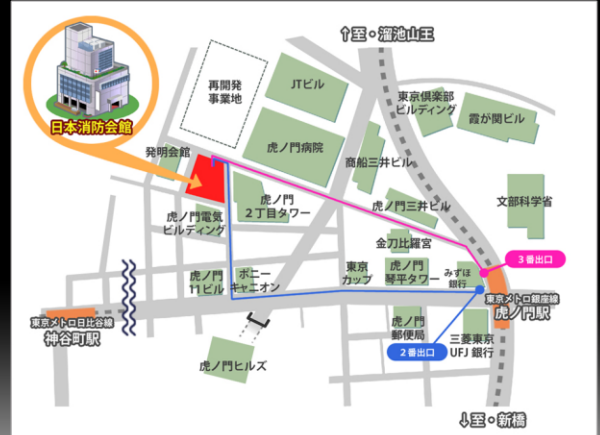 ↑至・溜池山王
日本消防会館
再開発
事業地
JTビル
東京倶楽部
ビルディング
霞が関ビル
発明会館
虎ノ門病院
商船三井ビル
虎ノ門
2丁目タワー
虎ノ門三井ビル
文部科学省
虎ノ門電気
ビルディング
金刀比羅宮
3番出口
虎ノ門
11ビル
ポニー
キャニオン
東京
カップ
虎ノ門
琴平タワー
みずほ
銀行
東京メトロ銀座線
虎ノ門駅
東京メトロ日比谷線
神谷町駅
虎ノ門
郵便局
2番出口
三菱東京
UFJ 銀行
虎ノ門ヒルズ
↓至・新橋